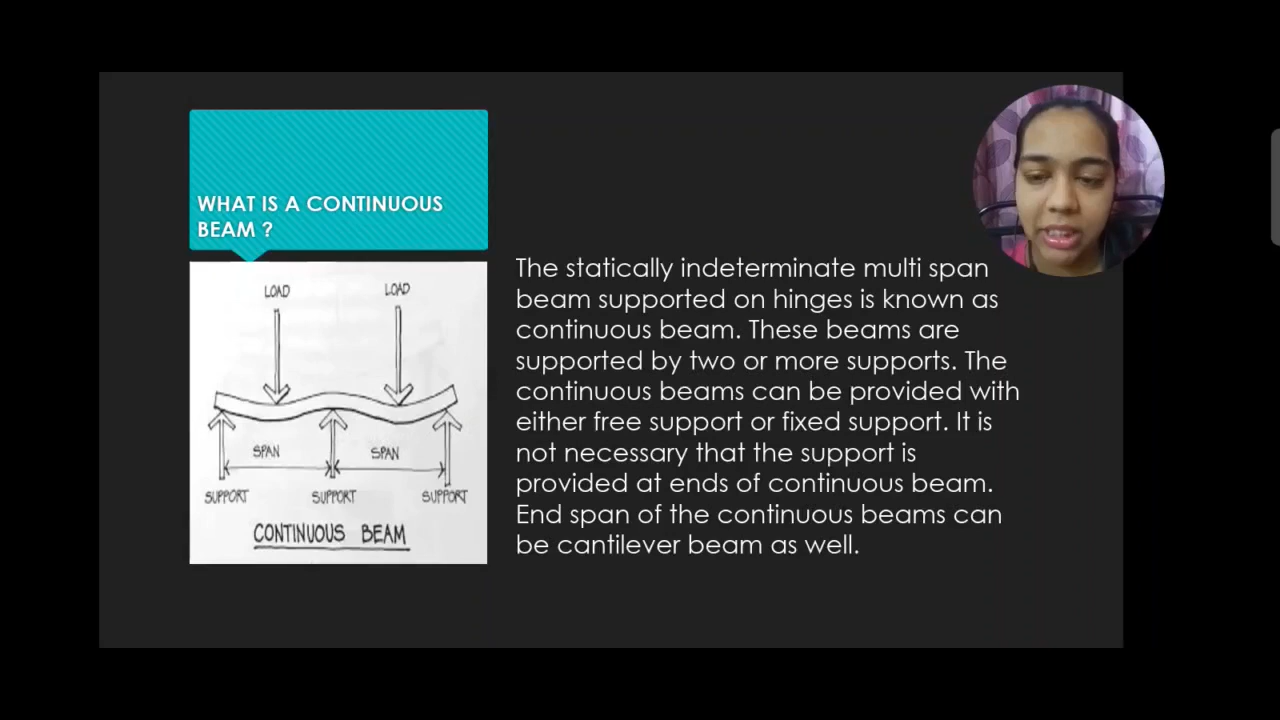 WHAT IS A CONTINUOUS
BEAM ?
LOAD LOAD
SPAN SPAN
SUPPORT SUPPORT SUPPORT
CONTINUOUS BEAM
The statically indeterminate multi span
beam supported on hinges is known as
continuous beam. These beams are
supported by two or more supports. The
continuous beams can be provided with
either free support or fixed support. It is
not necessary that the support is
provided at ends of continuous beam.
End span of the continuous beams can
be cantilever beam as well.